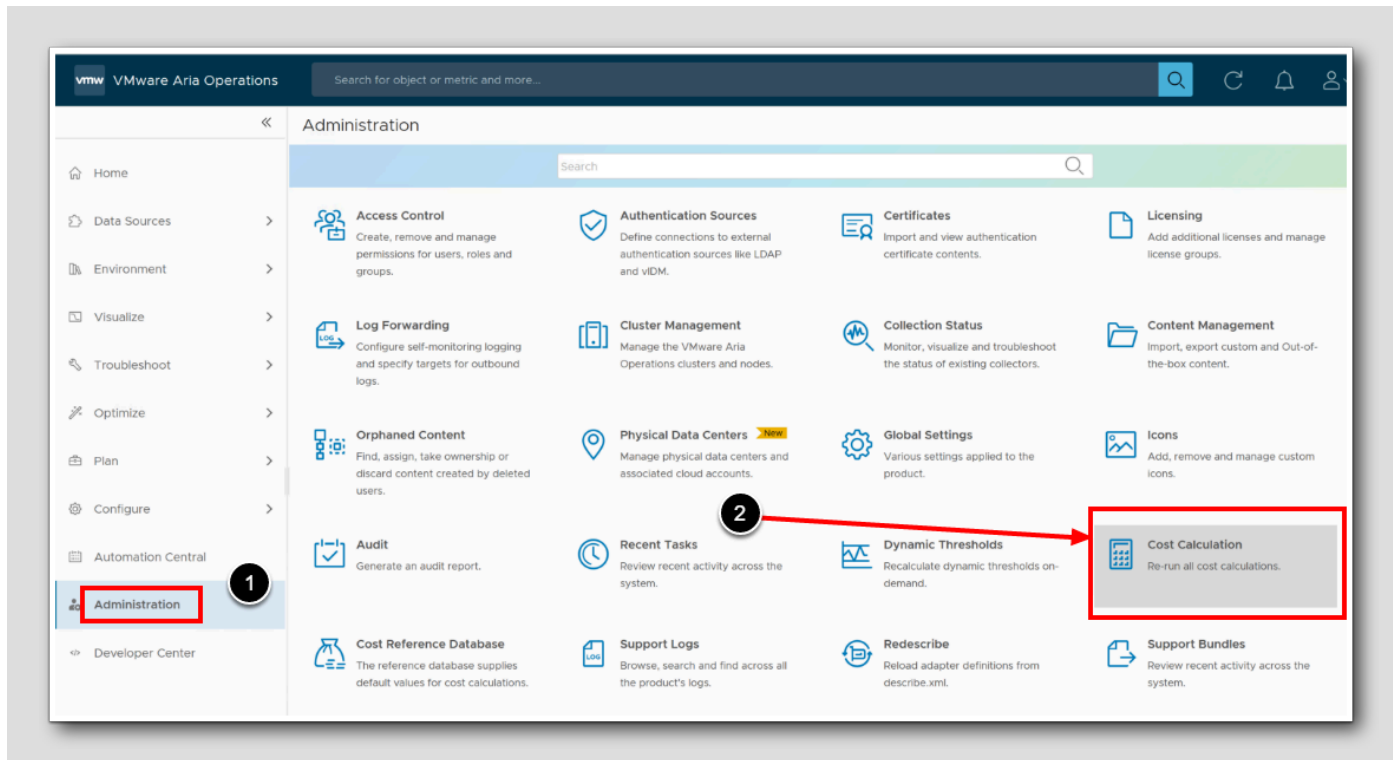 vmw VMware Aria Operations
Search for object or metric and more...
Administration
Search
Home
Data Sources
Environment
Visualize
Troubleshoot
Optimize
Plan
Configure
Automation Central
1
Administration
Developer Center
Access Control
Create, remove and manage
permissions for users, roles and
groups.
Authentication Sources
Define connections to external
authentication sources like LDAP
and vIDM.
Certificates
Import and view authentication
certificate contents.
Licensing
Add additional licenses and manage
license groups.
LOG
Log Forwarding
Configure self-monitoring logging
and specify targets for outbound
logs.
Cluster Management
Manage the VMware Aria
Operations clusters and nodes.
Collection Status
Monitor, visualize and troubleshoot
the status of existing collectors.
Content Management
Import, export custom and Out-of-
the-box content.
Orphaned Content
Find, assign, take ownership or
discard content created by deleted
users.
Physical Data Centers New
Manage physical data centers and
associated cloud accounts.
Global Settings
Various settings applied to the
product.
Icons
Add, remove and manage custom
icons.
2
Audit
Generate an audit report.
Recent Tasks
Review recent activity across the
system.
Dynamic Thresholds
Recalculate dynamic thresholds on-
demand.
Cost Calculation
Re-run all cost calculations.
Cost Reference Database
The reference database supplies
default values for cost calculations.
LOG
Support Logs
Browse, search and find across all
the product's logs.
Redescribe
Reload adapter definitions from
describe.xml.
Support Bundles
Review recent activity across the
system.